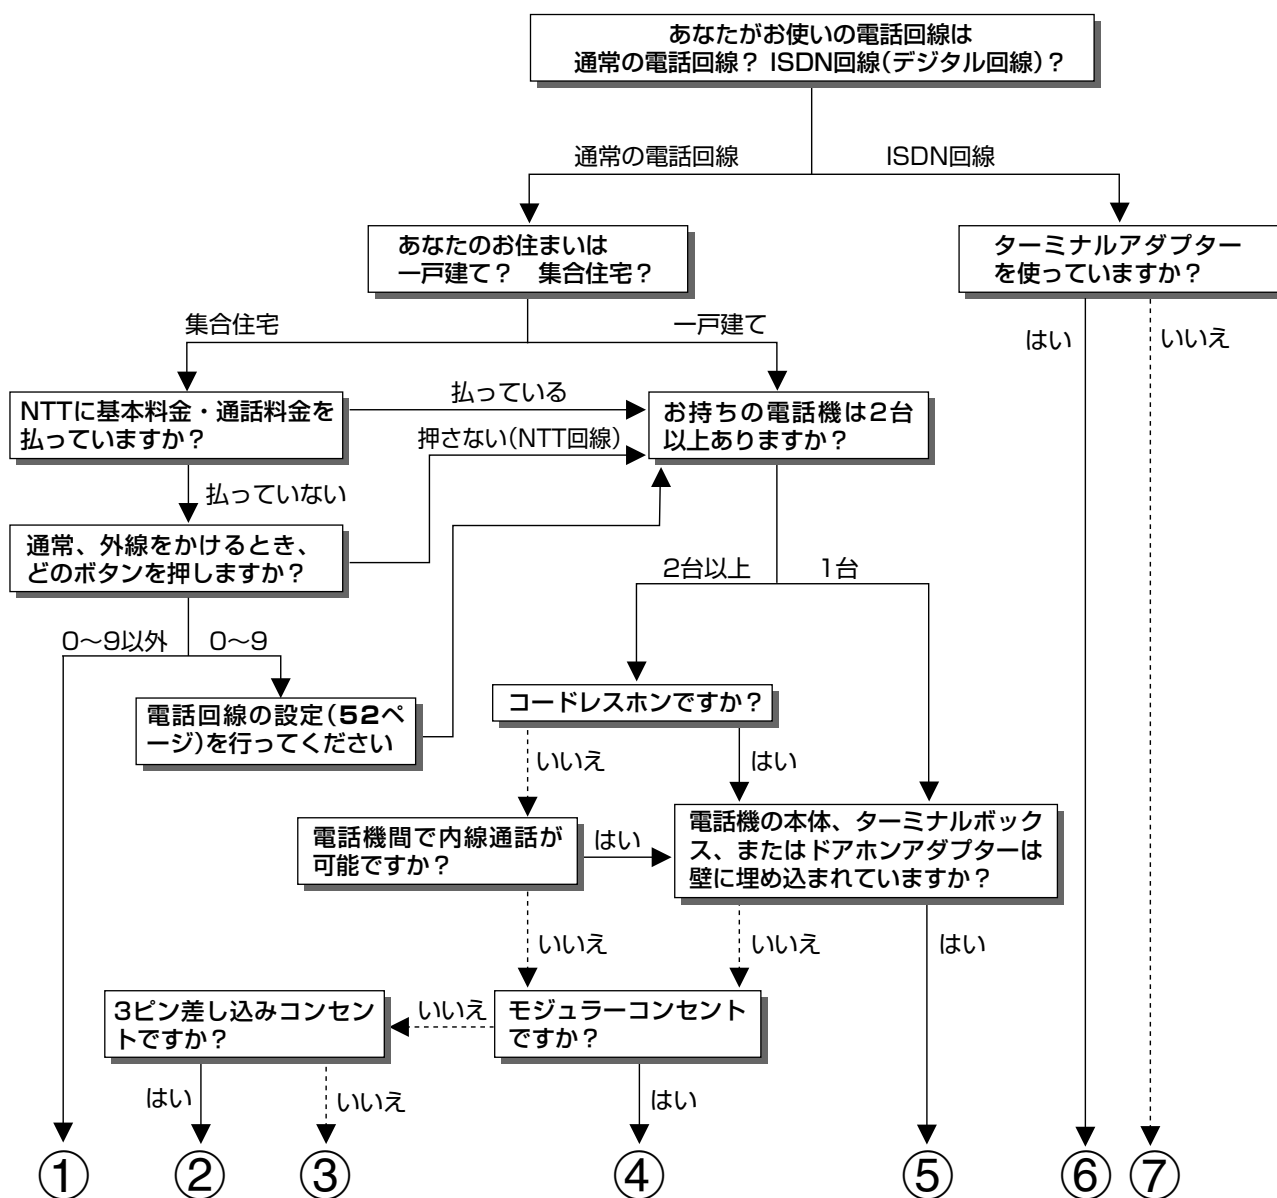 あなたがお使いの電話回線は
通常の電話回線？ ISDN回線（デジタル回線）？
通常の電話回線
ISDN回線
あなたのお住まいは
一戸建て？　集合住宅？
ターミナルアダプター
を使っていますか？
集合住宅
一戸建て
はい
いいえ
NTTに基本料金・通話料金を
払っていますか？
払っている
お持ちの電話機は2台
以上ありますか？
押さない（NTT回線）
払っていない
通常、外線をかけるとき、
どのボタンを押しますか？
2台以上
1台
0〜9以外
0〜9
コードレスホンですか？
電話回線の設定（52ペ
ージ）を行ってください
いいえ
はい
電話機間で内線通話が
可能ですか？
はい
電話機の本体、ターミナルボック
ス、またはドアホンアダプターは
壁に埋め込まれていますか？
いいえ
いいえ
はい
3ピン差し込みコンセン
トですか？
いいえ
モジュラーコンセント
ですか？
はい
いいえ
はい
①
②
③
④
⑤
⑥
⑦